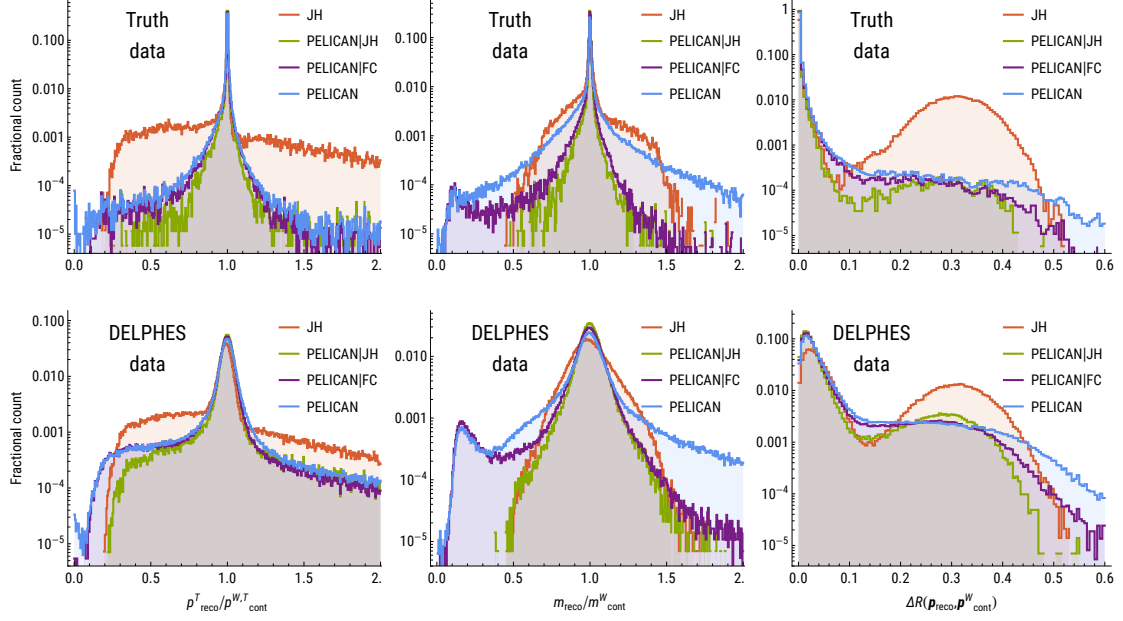 Truth
data
JH
PELICAN|JH
PELICAN|FC
PELICAN
Fractional count
0.100
0.010
0.001
10⁻⁴
10⁻⁵
0.0
0.5
1.0
1.5
2.
Truth
data
JH
PELICAN|JH
PELICAN|FC
PELICAN
0.100
0.010
0.001
10⁻⁴
10⁻⁵
0.0
0.5
1.0
1.5
2.
Truth
data
JH
PELICAN|JH
PELICAN|FC
PELICAN
1
0.100
0.010
0.001
10⁻⁴
10⁻⁵
0.0
0.1
0.2
0.3
0.4
0.5
0.6
DELPHES
data
JH
PELICAN|JH
PELICAN|FC
PELICAN
Fractional count
0.100
0.010
0.001
10⁻⁴
10⁻⁵
0.0
0.5
1.0
1.5
2.
p^T_reco/p^W,T_cont
DELPHES
data
JH
PELICAN|JH
PELICAN|FC
PELICAN
0.010
0.001
10⁻⁴
10⁻⁵
0.0
0.5
1.0
1.5
2.
m_reco/m^W_cont
DELPHES
data
JH
PELICAN|JH
PELICAN|FC
PELICAN
0.100
0.010
0.001
10⁻⁴
10⁻⁵
0.0
0.1
0.2
0.3
0.4
0.5
0.6
ΔR(p_reco,p^W_cont)